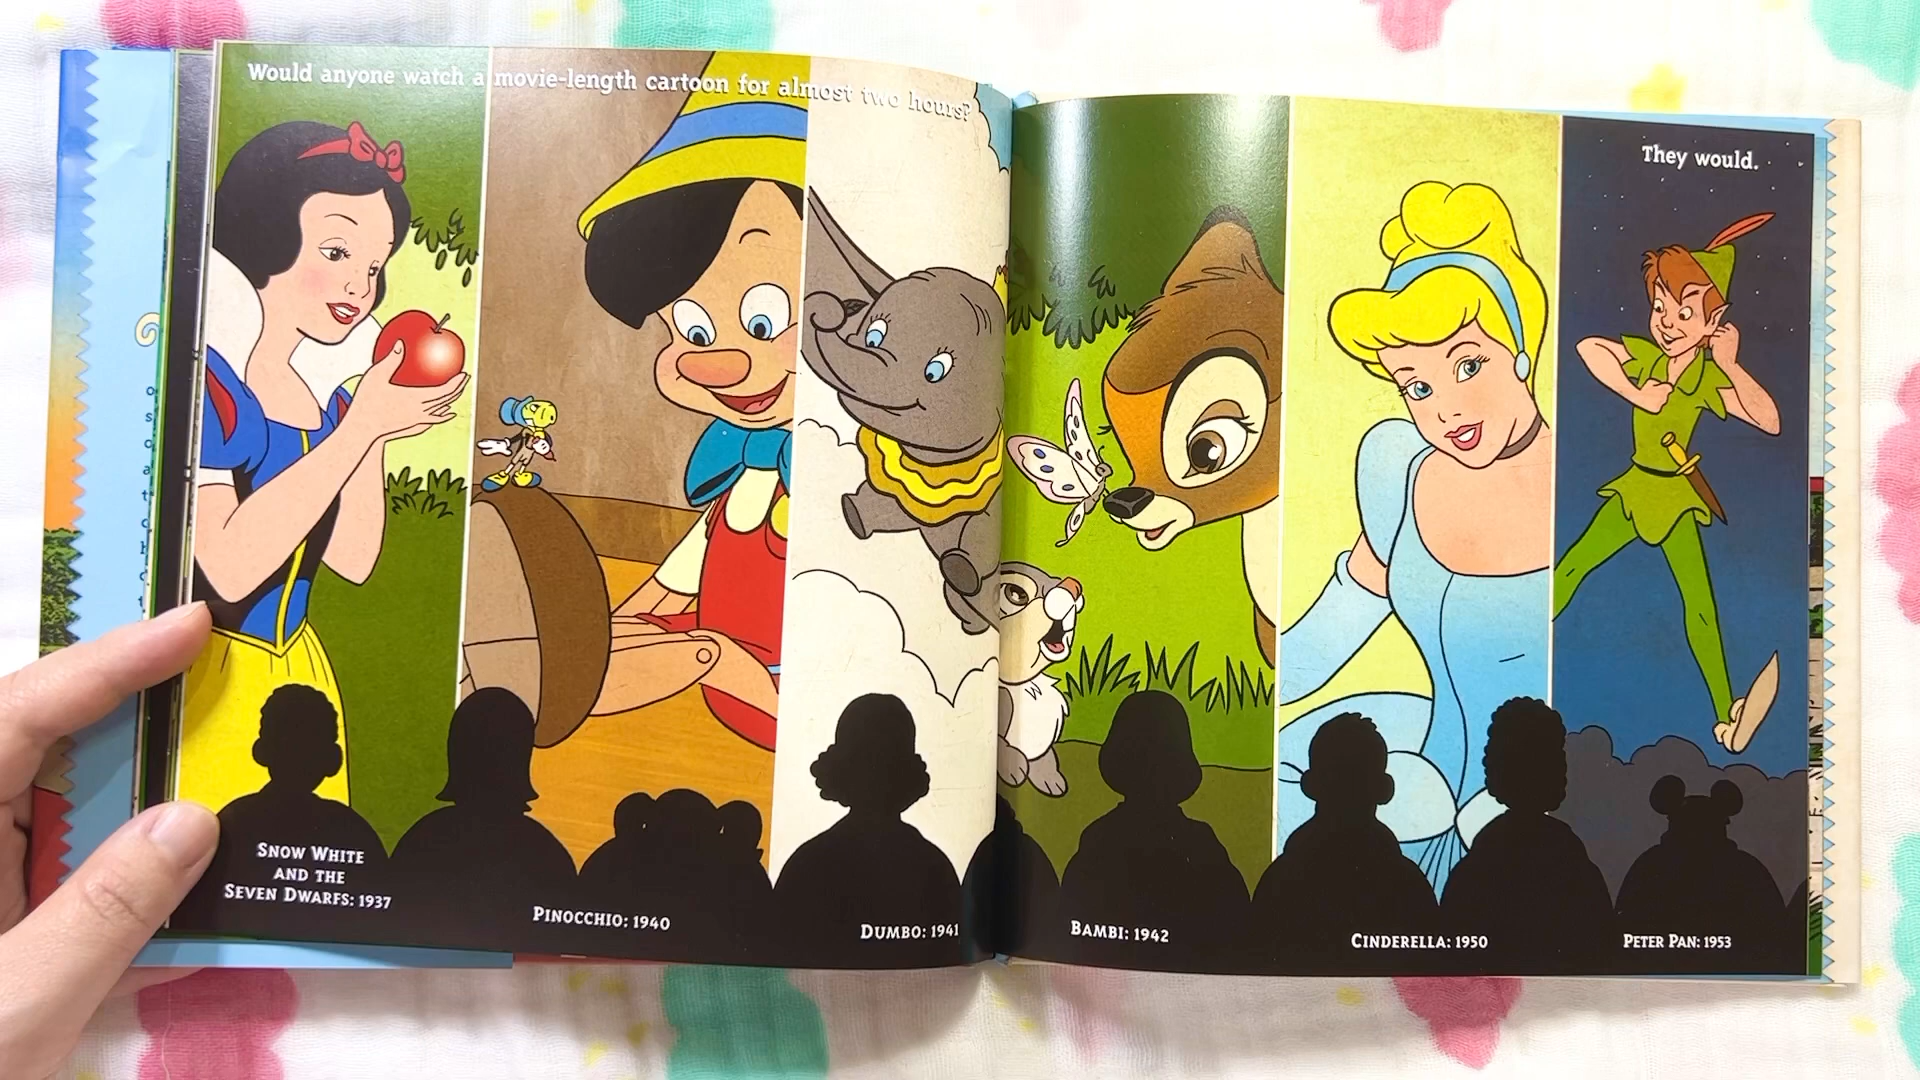 Would anyone watch a movie-length cartoon for almost two hours?
They would.
SNOW WHITE
AND THE
SEVEN DWARFS: 1937
PINOCCHIO: 1940
DUMBO: 1941
BAMBI: 1942
CINDERELLA: 1950
PETER PAN: 1953